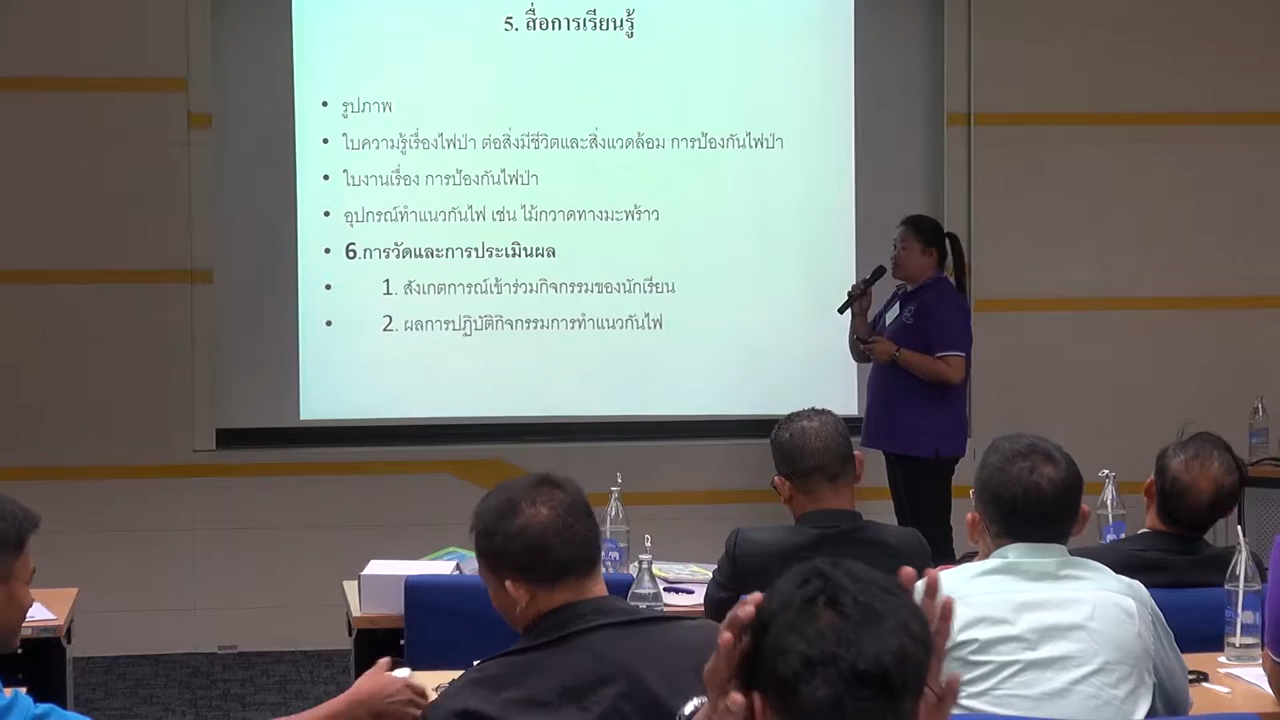 5. สื่อการเรียนรู้
• รูปภาพ
• ใบความรู้เรื่องไฟป่า ต่อสิ่งมีชีวิตและสิ่งแวดล้อม การป้องกันไฟป่า
• ใบงานเรื่อง การป้องกันไฟป่า
• อุปกรณ์ทำแนวกันไฟ เช่น ไม้กวาดทางมะพร้าว
• 6.การวัดและการประเมินผล
• 1. สังเกตการณ์เข้าร่วมกิจกรรมของนักเรียน
• 2. ผลการปฏิบัติกิจกรรมการทำแนวกันไฟ